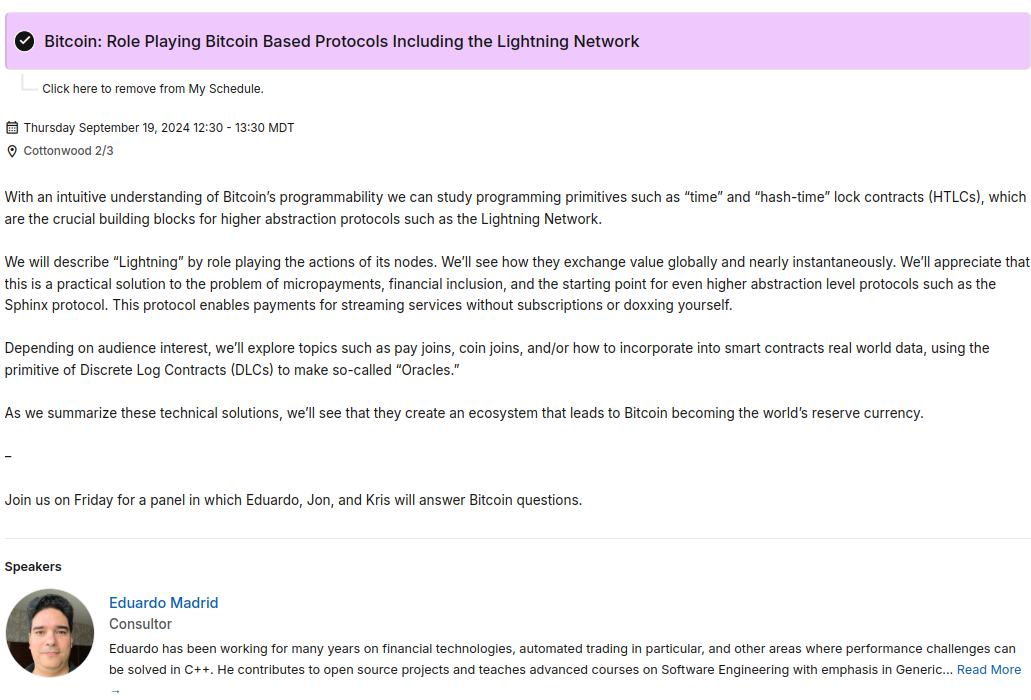 Bitcoin: Role Playing Bitcoin Based Protocols Including the Lightning Network
Click here to remove from My Schedule.
Thursday September 19, 2024 12:30 - 13:30 MDT
Cottonwood 2/3
With an intuitive understanding of Bitcoin’s programmability we can study programming primitives such as “time” and “hash-time” lock contracts (HTLCs), which
are the crucial building blocks for higher abstraction protocols such as the Lightning Network.
We will describe “Lightning” by role playing the actions of its nodes. We’ll see how they exchange value globally and nearly instantaneously. We’ll appreciate that
this is a practical solution to the problem of micropayments, financial inclusion, and the starting point for even higher abstraction level protocols such as the
Sphinx protocol. This protocol enables payments for streaming services without subscriptions or doxxing yourself.
Depending on audience interest, we’ll explore topics such as pay joins, coin joins, and/or how to incorporate into smart contracts real world data, using the
primitive of Discrete Log Contracts (DLCs) to make so-called “Oracles.”
As we summarize these technical solutions, we’ll see that they create an ecosystem that leads to Bitcoin becoming the world’s reserve currency.
–
Join us on Friday for a panel in which Eduardo, Jon, and Kris will answer Bitcoin questions.
Speakers
Eduardo Madrid
Consultor
Eduardo has been working for many years on financial technologies, automated trading in particular, and other areas where performance challenges can
be solved in C++. He contributes to open source projects and teaches advanced courses on Software Engineering with emphasis in Generic... Read More
→